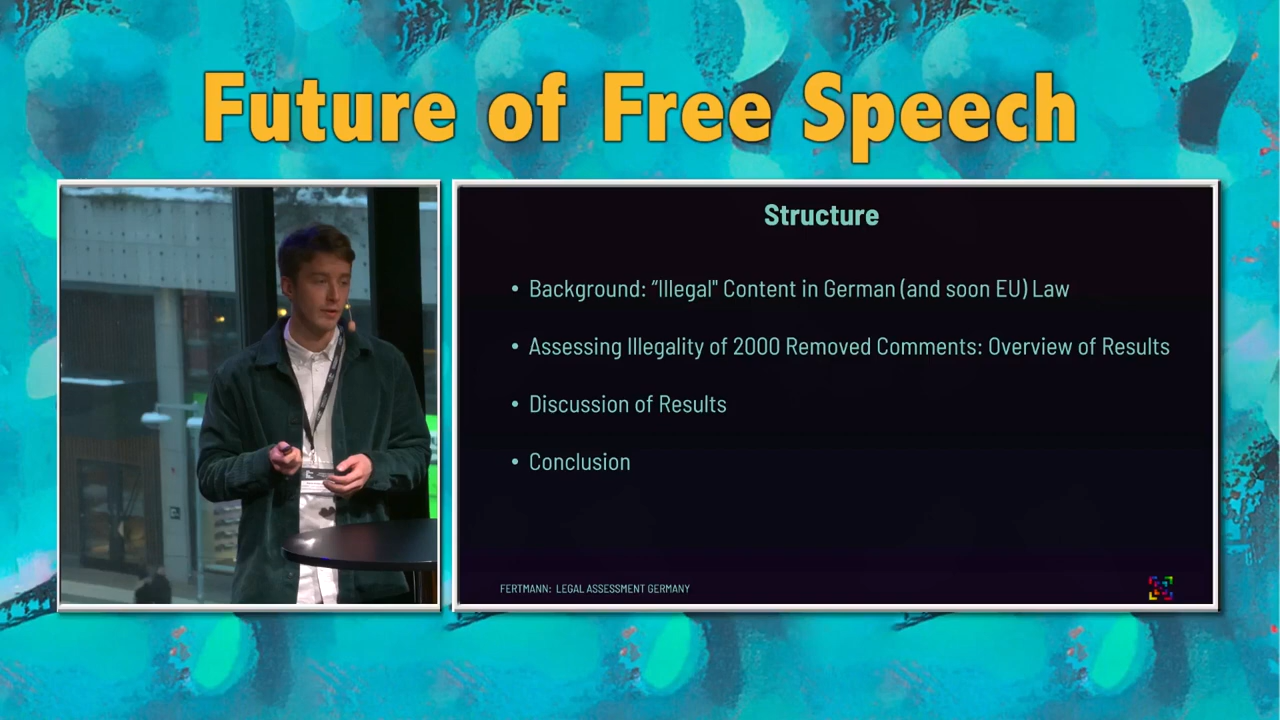 Future of Free Speech
Structure
• Background: “Illegal" Content in German (and soon EU) Law
• Assessing Illegality of 2000 Removed Comments: Overview of Results
• Discussion of Results
• Conclusion
FERTMANN: LEGAL ASSESSMENT GERMANY